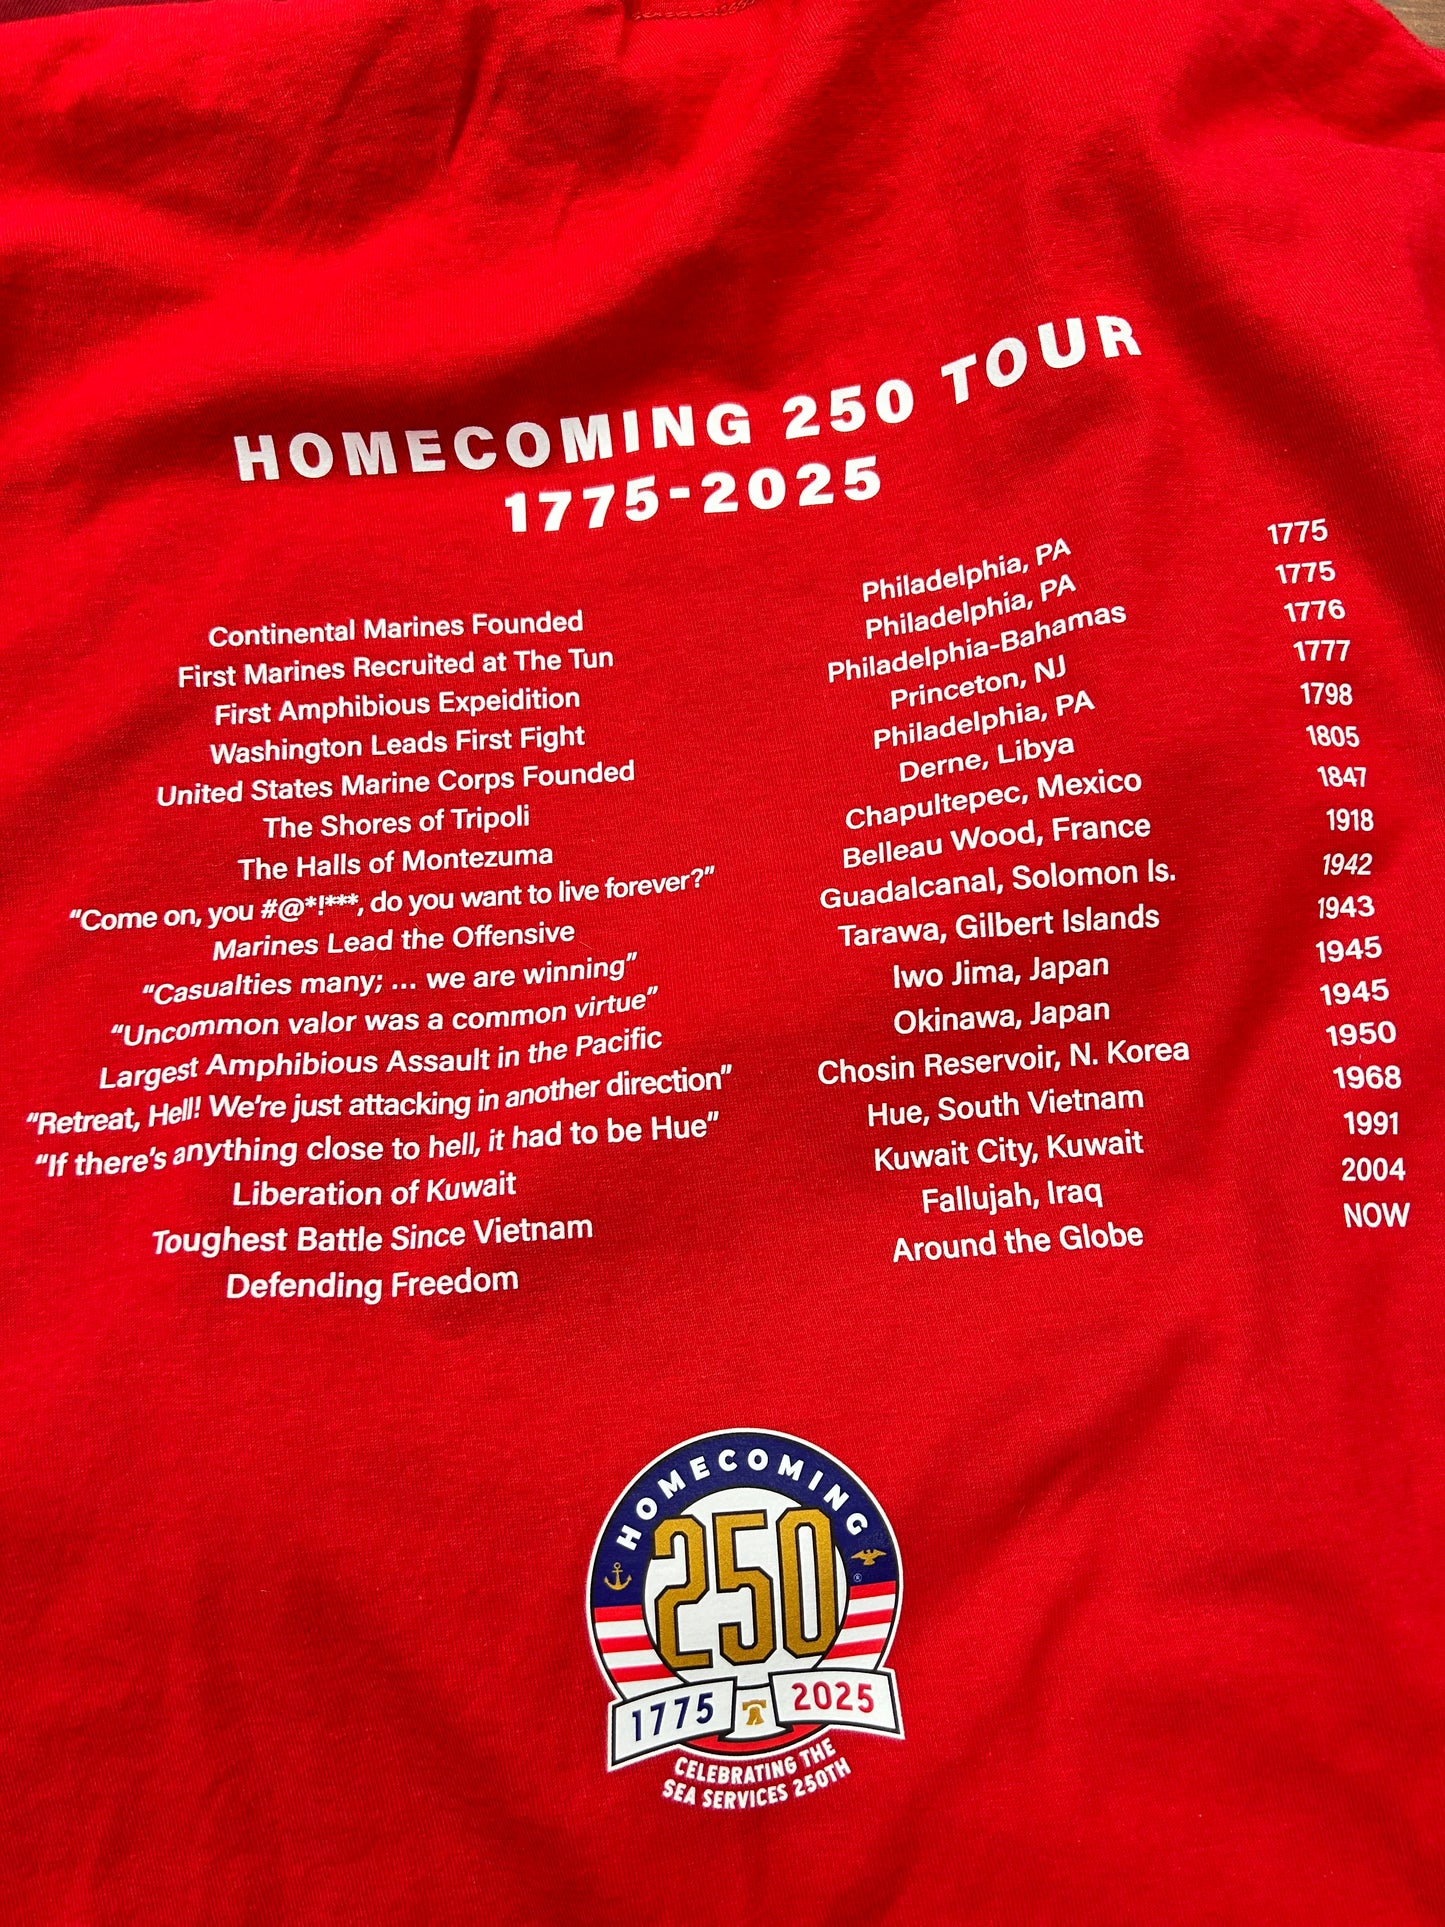 HOMECOMING 250 TOUR
1775-2025
Continental Marines Founded Philadelphia, PA 1775
First Marines Recruited at The Tun Philadelphia, PA 1775
First Amphibious Expeidition Philadelphia-Bahamas 1776
Washington Leads First Fight Princeton, NJ 1777
United States Marine Corps Founded Philadelphia, PA 1798
The Shores of Tripoli Derne, Libya 1805
The Halls of Montezuma Chapultepec, Mexico 1847
“Come on, you #@*!***, do you want to live forever?” Belleau Wood, France 1918
Marines Lead the Offensive Guadalcanal, Solomon Is. 1942
“Casualties many; ... we are winning” Tarawa, Gilbert Islands 1943
“Uncommon valor was a common virtue” Iwo Jima, Japan 1945
Largest Amphibious Assault in the Pacific Okinawa, Japan 1945
“Retreat, Hell! We’re just attacking in another direction” Chosin Reservoir, N. Korea 1950
“If there’s anything close to hell, it had to be Hue” Hue, South Vietnam 1968
Liberation of Kuwait Kuwait City, Kuwait 1991
Toughest Battle Since Vietnam Fallujah, Iraq 2004
Defending Freedom Around the Globe NOW
HOMECOMING
250
®
1775 2025
CELEBRATING THE
SEA SERVICES 250TH